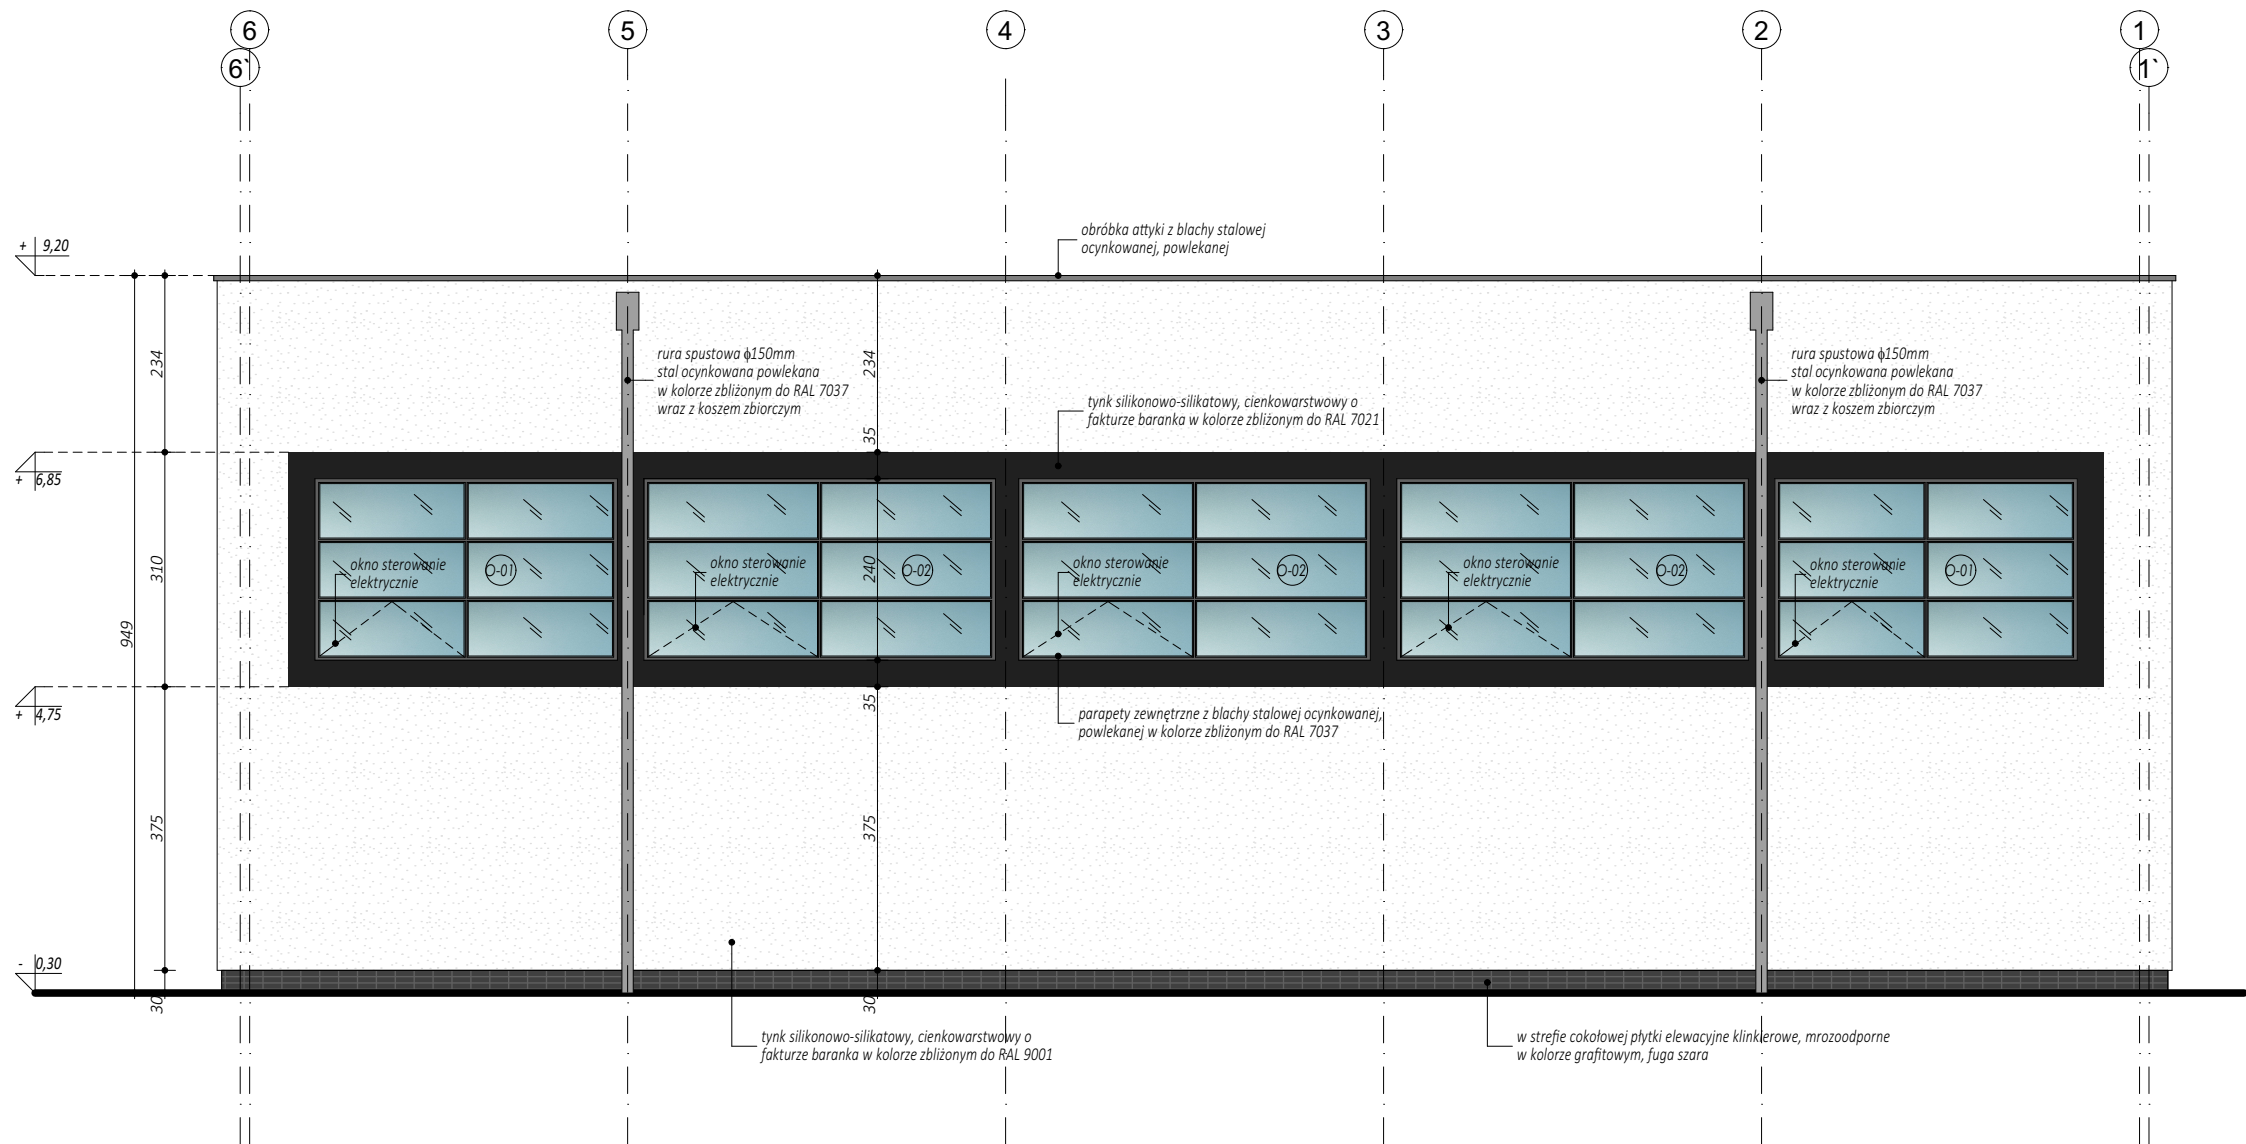 6 5 4 3 2 1
6` 1`
obróbka attyki z blachy stalowej
ocynkowanej, powlekanej
+ 9,20
234
234
rura spustowa ϕ150mm
stal ocynkowana powlekana
w kolorze zbliżonym do RAL 7037
wraz z koszem zbiorczym
rura spustowa ϕ150mm
stal ocynkowana powlekana
w kolorze zbliżonym do RAL 7037
wraz z koszem zbiorczym
tynk silikonowo-silikatowy, cienkowarstwowy o
fakturze baranka w kolorze zbliżonym do RAL 7021
35
+ 6,85
310
240
okno sterowanie
elektrycznie
O-01
okno sterowanie
elektrycznie
O-02
okno sterowanie
elektrycznie
O-02
okno sterowanie
elektrycznie
O-02
okno sterowanie
elektrycznie
O-01
949
35
+ 4,75
parapety zewnętrzne z blachy stalowej ocynkowanej,
powlekanej w kolorze zbliżonym do RAL 7037
375
375
- 0,30
30
30
tynk silikonowo-silikatowy, cienkowarstwowy o
fakturze baranka w kolorze zbliżonym do RAL 9001
w strefie cokołowej płytki elewacyjne klinkierowe, mrozoodporne
w kolorze grafitowym, fuga szara